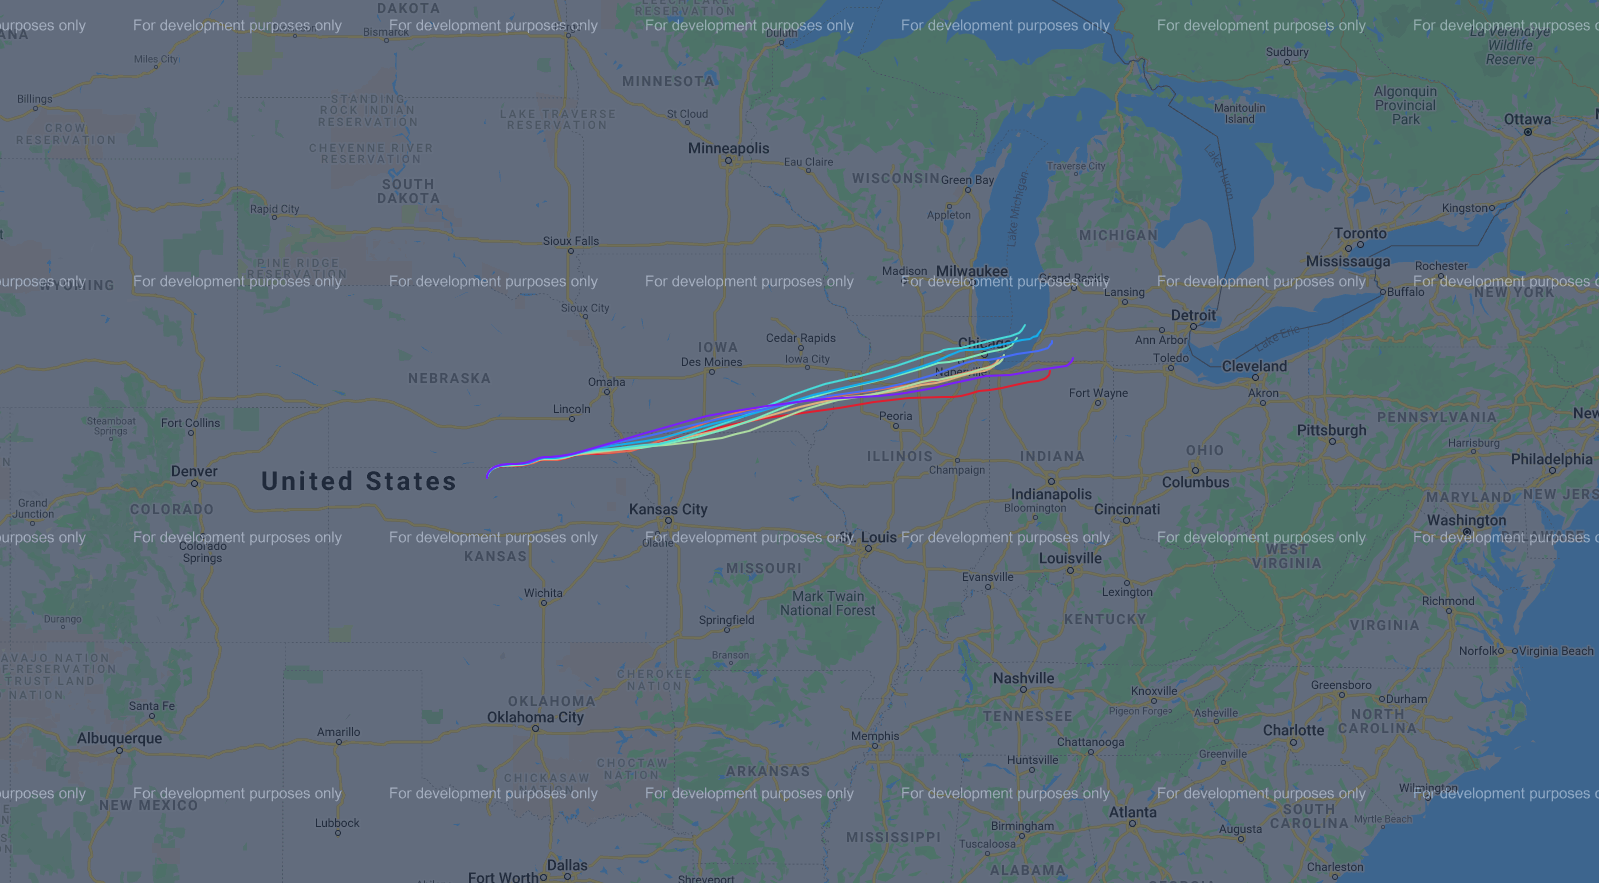 DAKOTA
LEECH LAKE
RESERVATION
urposes only
For development purposes only
For development purposes only
For development purposes only
For development purposes only
For development purposes only
For development purposes o
ANA
Bismarck
Duluth
La Verendrye
Wildlife
Reserve
Sudbury
Miles City
MINNESOTA
Billings
STANDING
ROCK INDIAN
RESERVATION
LAKE TRAVERSE
RESERVATION
St Cloud
Manitoulin
Island
Algonquin
Provincial
Park
Ottawa
CROW
RESERVATION
CHEYENNE RIVER
RESERVATION
Minneapolis
Eau Claire
Traverse City
Lake Huron
SOUTH
DAKOTA
WISCONSIN
Green Bay
Lake Michigan
Rapid City
Appleton
Kingston
Sioux Falls
MICHIGAN
Toronto
Mississauga
PINE RIDGE
RESERVATION
Madison
Milwaukee
Grand Rapids
Rochester
urposes only
For development purposes only
For development purposes only
For development purposes only
For development purposes only
For development purposes only
For development purposes o
WYOMING
Lansing
Buffalo
NEW YORK
Sioux City
Detroit
Cedar Rapids
Chicago
Ann Arbor
Lake Erie
IOWA
Des Moines
Iowa City
Naperville
Toledo
Cleveland
NEBRASKA
Omaha
Fort Wayne
Akron
Lincoln
Peoria
PENNSYLVANIA
New
Steamboat
Springs
Fort Collins
Pittsburgh
Harrisburg
ILLINOIS
INDIANA
OHIO
Philadelphia
Denver
United States
Champaign
Columbus
Grand
Junction
COLORADO
Kansas City
Indianapolis
Bloomington
Cincinnati
MARYLAND
NEW JERS
Washington
urposes only
For development purposes only
For development purposes only
For development purposes only
For development purposes only
For development purposes only
For development purposes o
Colorado
Springs
Olathe
St. Louis
KANSAS
MISSOURI
Louisville
WEST
VIRGINIA
Evansville
Wichita
Mark Twain
National Forest
Lexington
Richmond
Durango
Springfield
KENTUCKY
VIRGINIA
Branson
Norfolk
Virginia Beach
AVAJO NATION
F-RESERVATION
TRUST LAND
NATION
CHEROKEE
NATION
Nashville
Knoxville
Greensboro
Durham
Santa Fe
OKLAHOMA
Oklahoma City
TENNESSEE
Pigeon Forge
Asheville
NORTH
CAROLINA
Albuquerque
Amarillo
Memphis
Chattanooga
Charlotte
Huntsville
Greenville
CHOCTAW
NATION
CHICKASAW
NATION
ARKANSAS
Wilmington
urposes only
For development purposes only
For development purposes only
For development purposes only
For development purposes only
For development purposes only
For development purposes o
NEW MEXICO
Lubbock
MISSISSIPPI
Birmingham
Atlanta
SOUTH
CAROLINA
Myrtle Beach
Augusta
Tuscaloosa
Dallas
Fort Worth
Shreveport
ALABAMA
Charleston